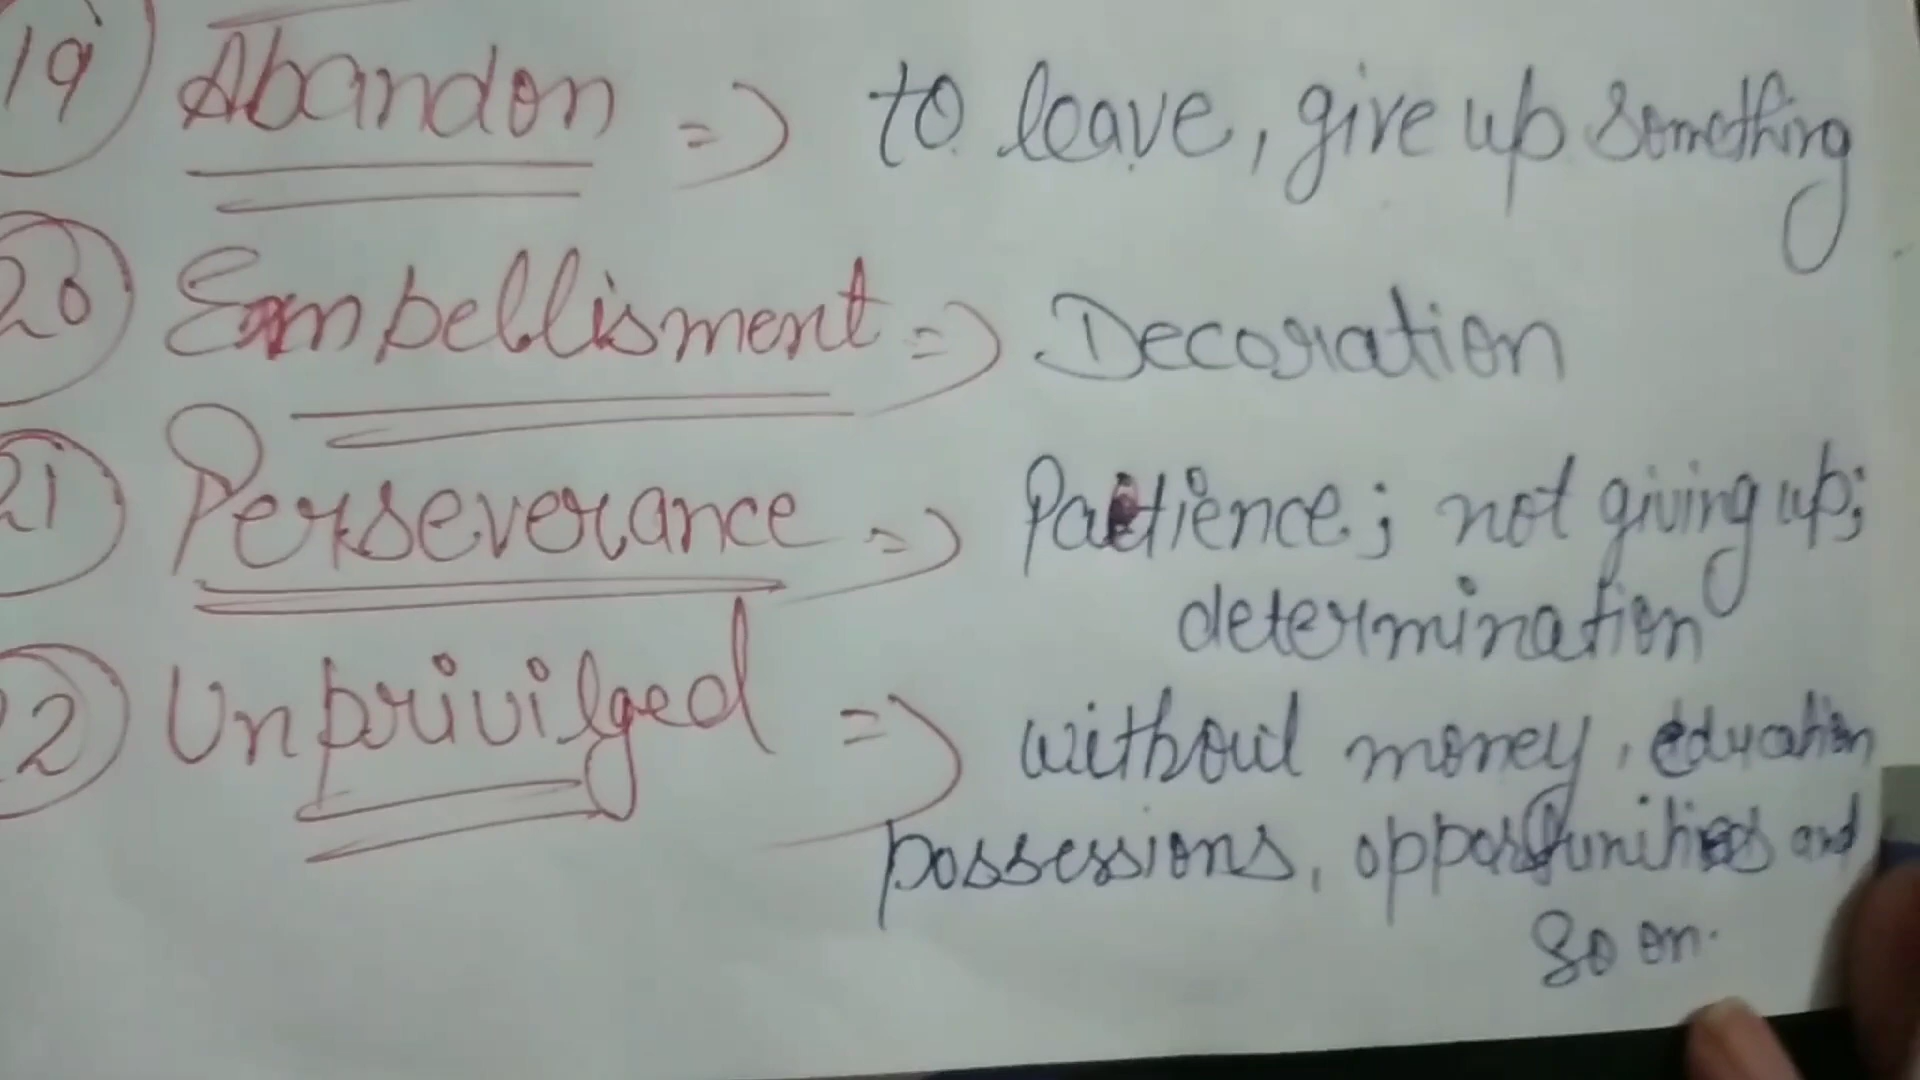 19 Abandon => to leave, give up something
20 Embellisment => Decoration
21 Perseverance => Patience; not giving up;
determination
22 Unprivilged => without money, education
possessions, opportunities and
so on.